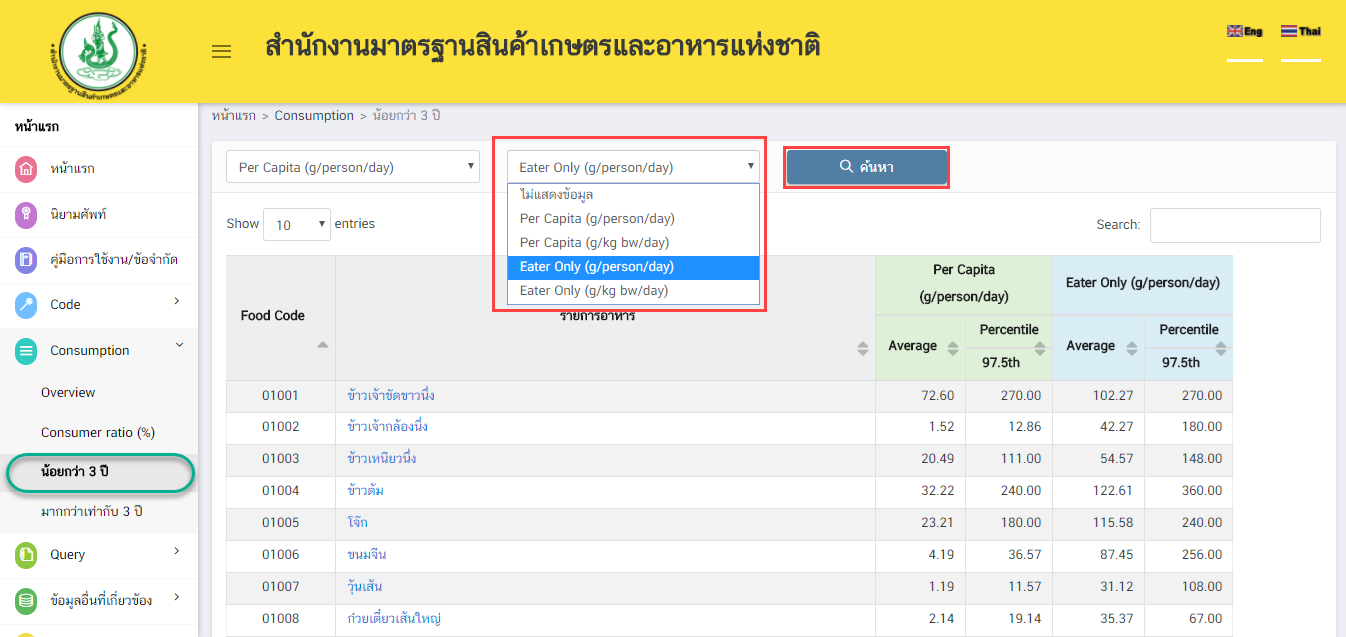 สำนักงานมาตรฐานสินค้าเกษตรและอาหารแห่งชาติ
Eng
Thai
หน้าแรก
หน้าแรก
นิยามศัพท์
คู่มือการใช้งาน/ข้อจำกัด
Code
Consumption
Overview
Consumer ratio (%)
น้อยกว่า 3 ปี
มากกว่าเท่ากับ 3 ปี
Query
ข้อมูลอื่นที่เกี่ยวข้อง
หน้าแรก > Consumption > น้อยกว่า 3 ปี
Per Capita (g/person/day)
Eater Only (g/person/day)
ค้นหา
ไม่แสดงข้อมูล
Per Capita (g/person/day)
Per Capita (g/kg bw/day)
Eater Only (g/person/day)
Eater Only (g/kg bw/day)
Show 10 entries
Search:
Food Code
รายการอาหาร
Per Capita
(g/person/day)
Eater Only (g/person/day)
Average
Percentile
97.5th
Average
Percentile
97.5th
01001 ข้าวเจ้าขัดขาวนึ่ง 72.60 270.00 102.27 270.00
01002 ข้าวเจ้ากล้องนึ่ง 1.52 12.86 42.27 180.00
01003 ข้าวเหนียวนึ่ง 20.49 111.00 54.57 148.00
01004 ข้าวต้ม 32.22 240.00 122.61 360.00
01005 โจ๊ก 23.21 180.00 115.58 240.00
01006 ขนมจีน 4.19 36.57 87.45 256.00
01007 วุ้นเส้น 1.19 11.57 31.12 108.00
01008 ก๋วยเตี๋ยวเส้นใหญ่ 2.14 19.14 35.37 67.00